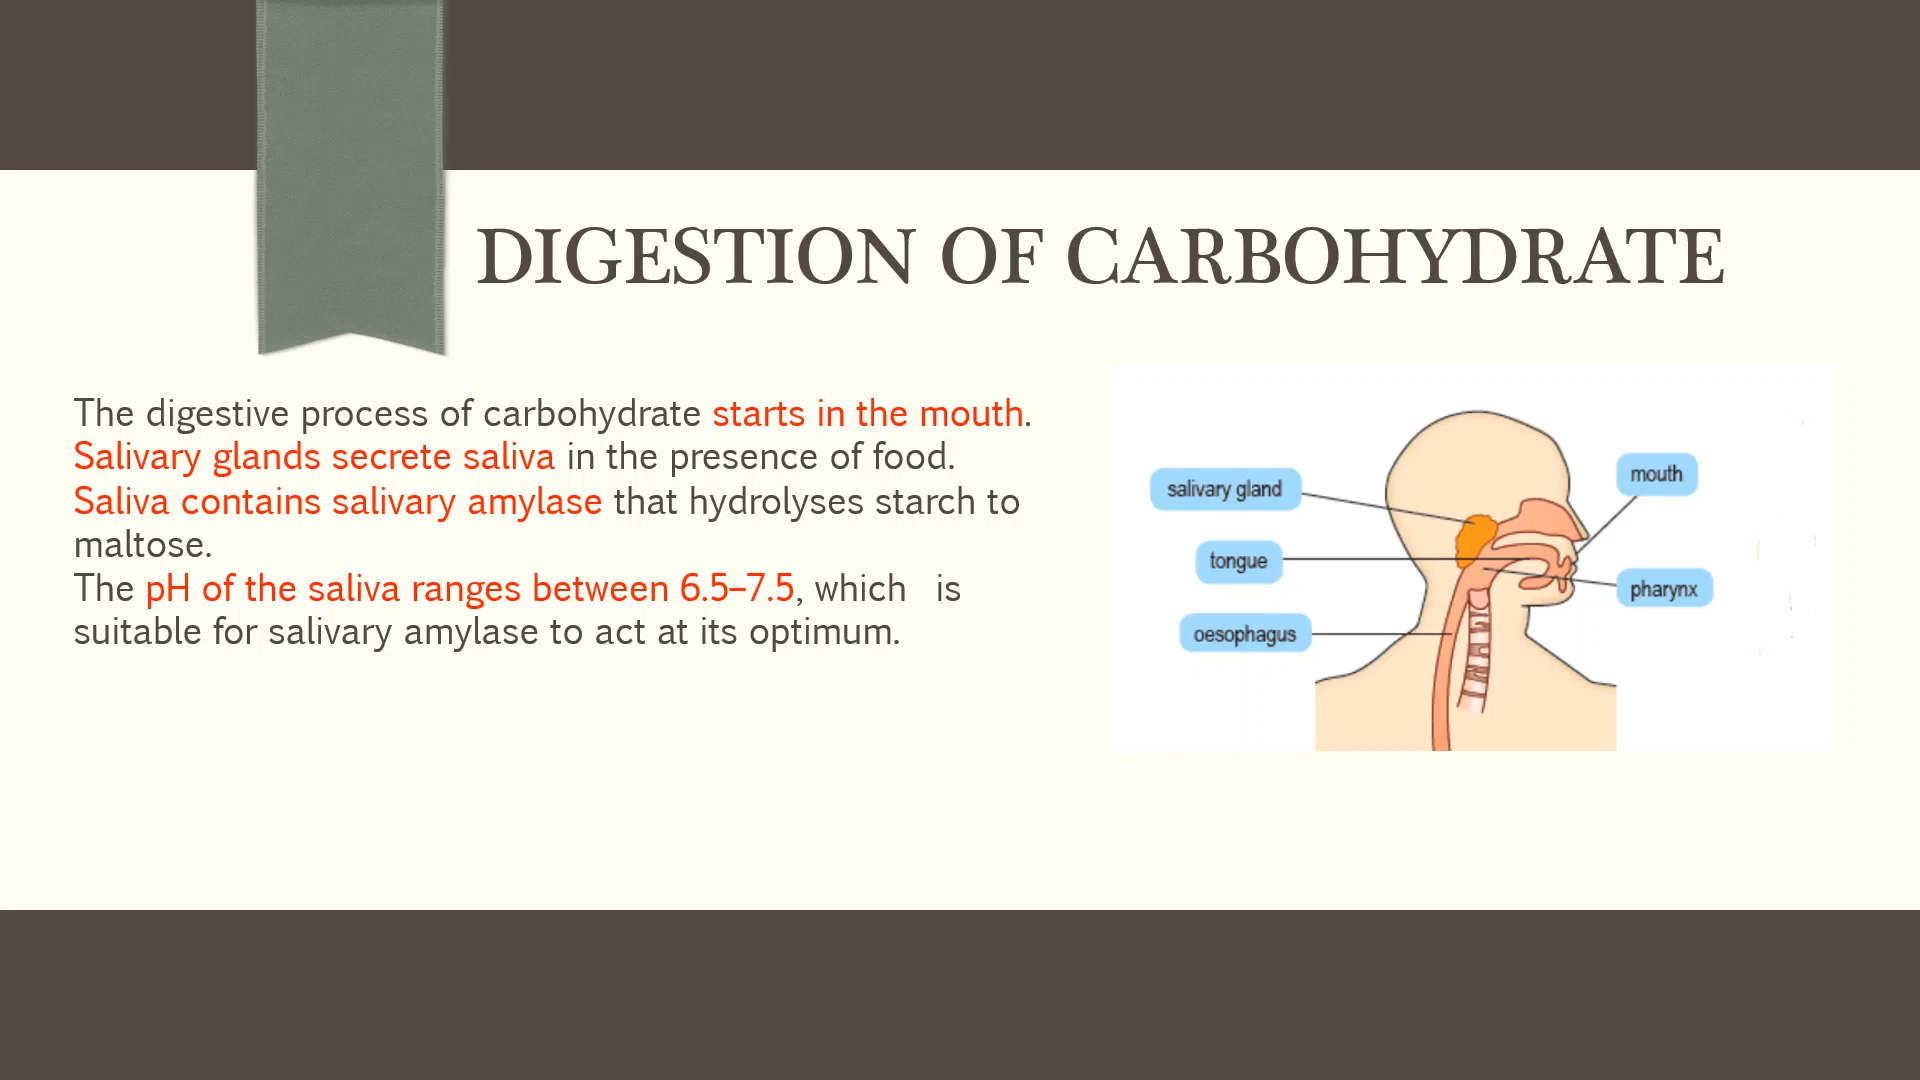 DIGESTION OF CARBOHYDRATE
The digestive process of carbohydrate starts in the mouth.
Salivary glands secrete saliva in the presence of food.
Saliva contains salivary amylase that hydrolyses starch to
maltose.
The pH of the saliva ranges between 6.5–7.5, which is
suitable for salivary amylase to act at its optimum.
salivary gland
mouth
tongue
pharynx
oesophagus